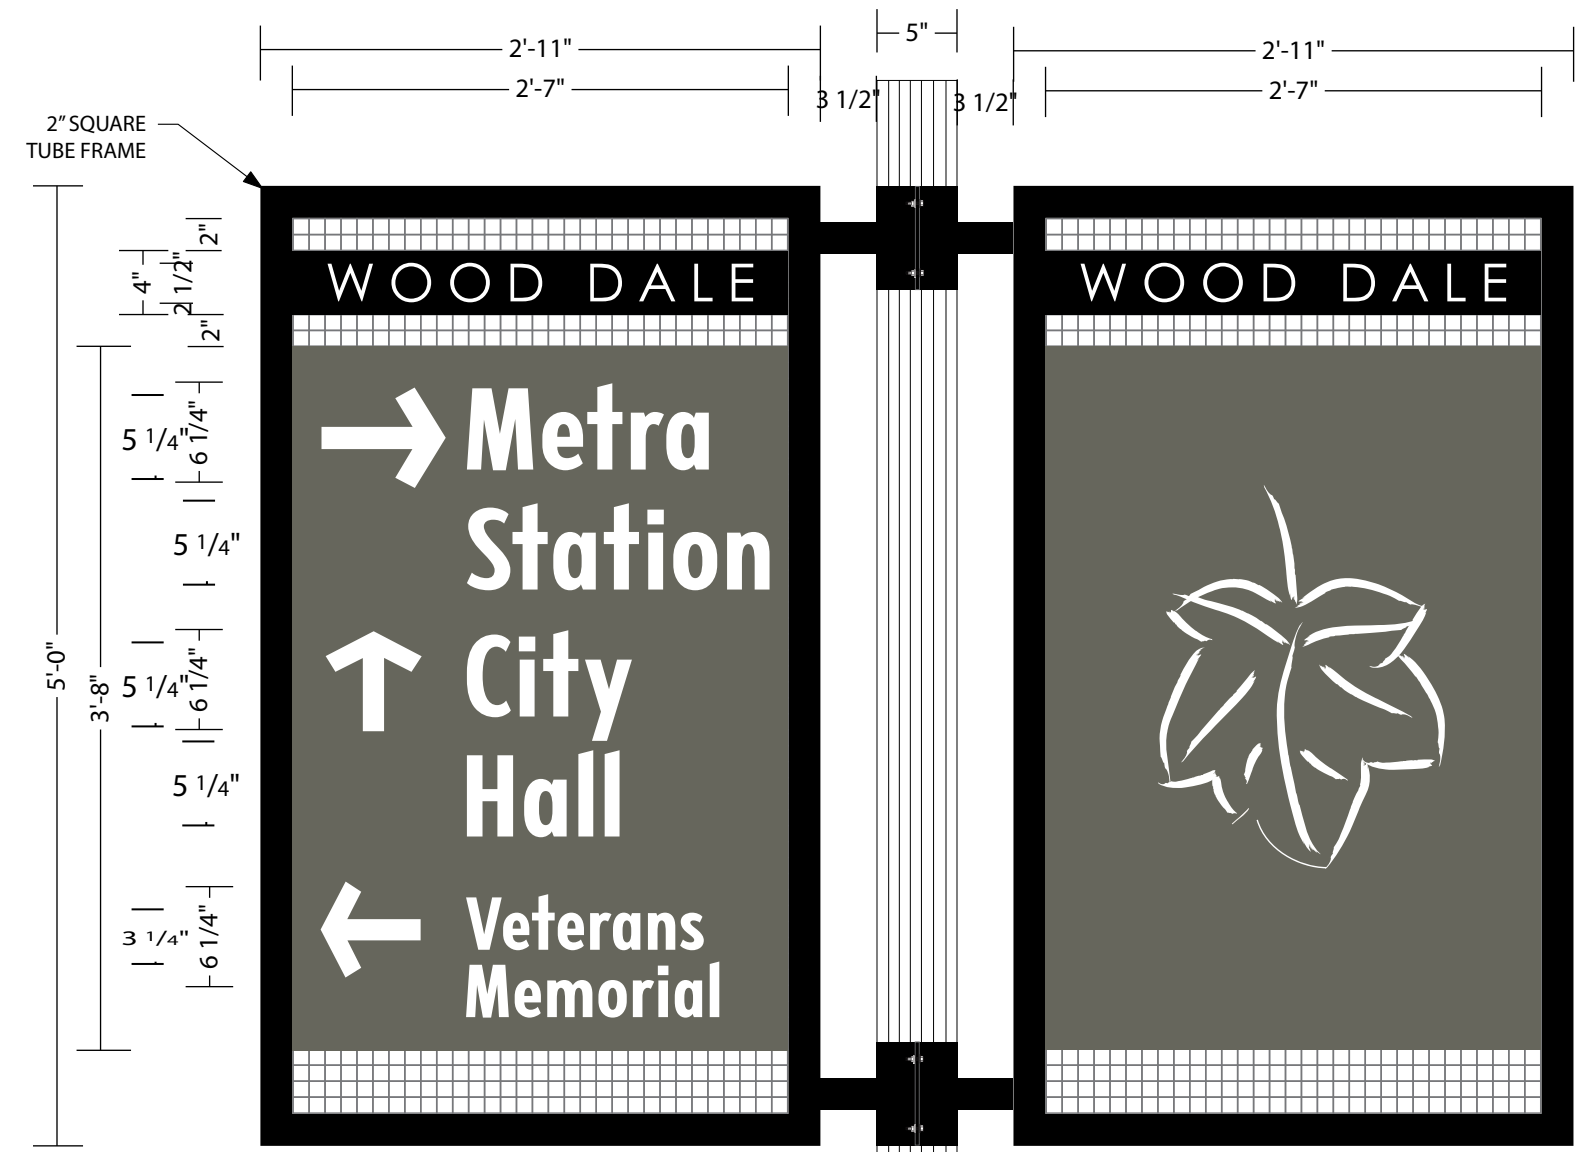 5"
2'-11"
2'-11"
2'-7"
2'-7"
3 1/2"
3 1/2"
2” SQUARE
TUBE FRAME
2"
4"
2 1/2"
2"
WOOD DALE
WOOD DALE
5 1/4"
6 1/4"
Metra
5 1/4"
Station
5'-0"
3'-8"
5 1/4"
6 1/4"
City
5 1/4"
Hall
3 1/4"
6 1/4"
Veterans
Memorial